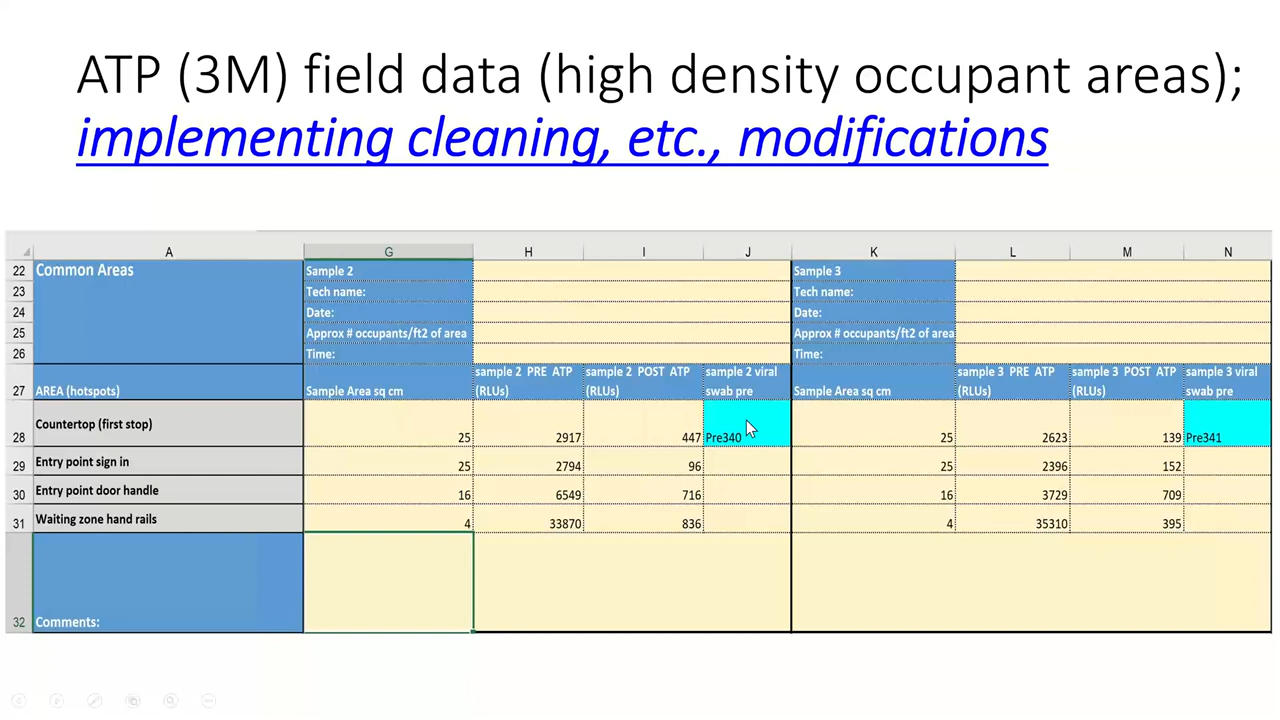 ATP (3M) field data (high density occupant areas);
implementing cleaning, etc., modifications
A G H I J K L M N
22 Common Areas Sample 2 Sample 3
23 Tech name: Tech name:
24 Date: Date:
25 Approx # occupants/ft2 of area Approx # occupants/ft2 of area
26 Time: Time:
sample 2 PRE ATP sample 2 POST ATP sample 2 viral sample 3 PRE ATP sample 3 POST ATP sample 3 viral
27 AREA (hotspots) Sample Area sq cm (RLUs) (RLUs) swab pre Sample Area sq cm (RLUs) (RLUs) swab pre
Countertop (first stop)
28 25 2917 447 Pre340 25 2623 139 Pre341
29 Entry point sign in 25 2794 96 25 2396 152
30 Entry point door handle 16 6549 716 16 3729 709
31 Waiting zone hand rails 4 33870 836 4 35310 395
32 Comments: